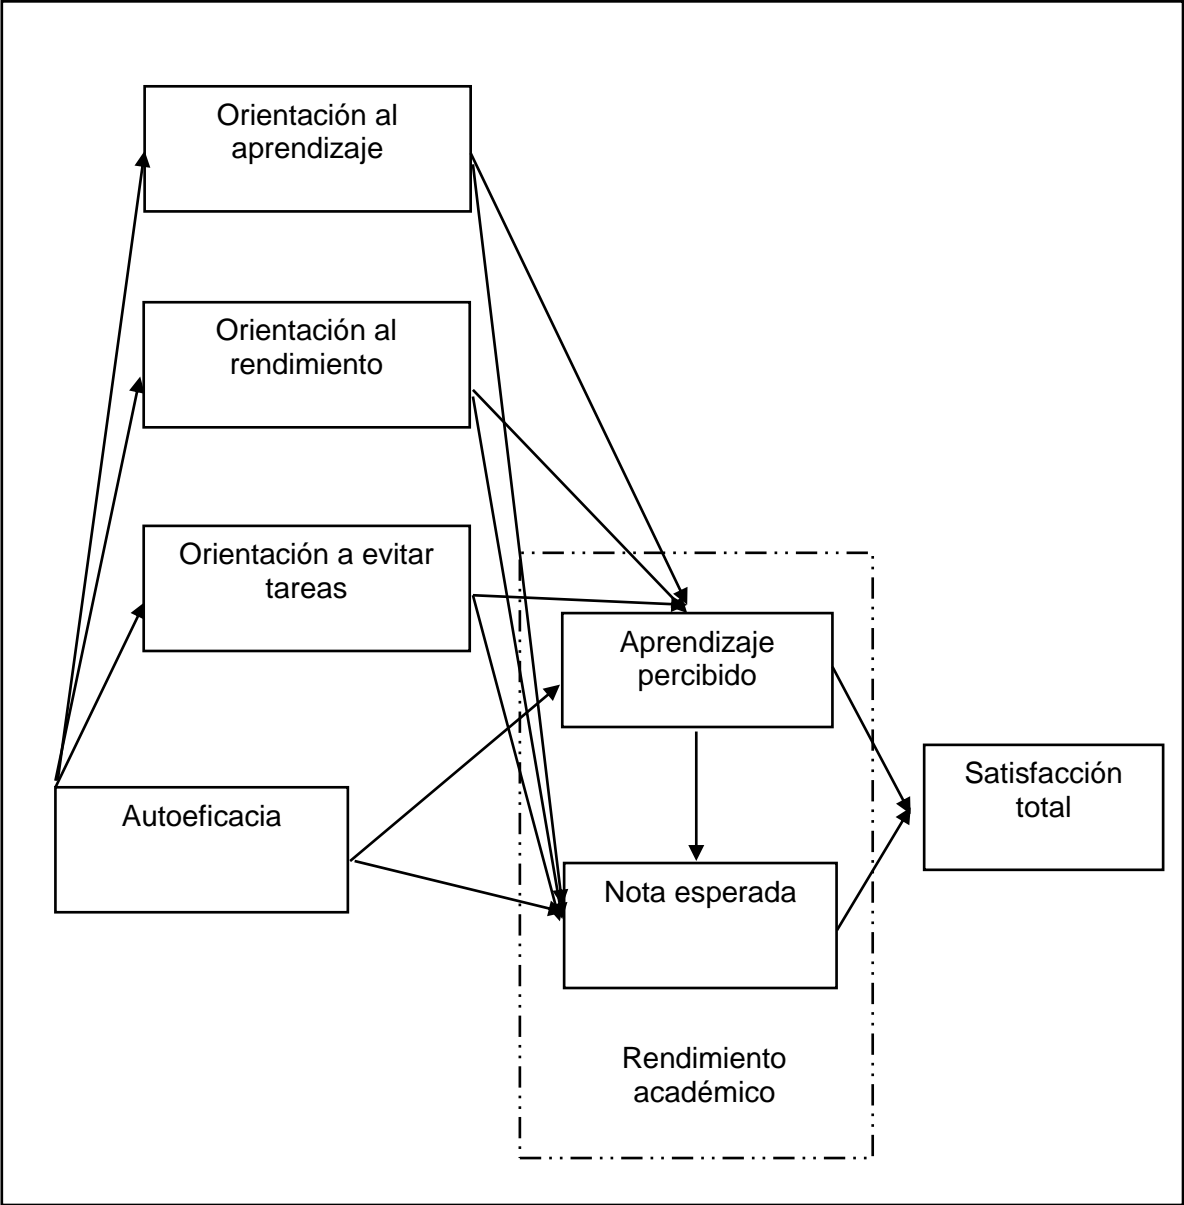 Orientación al
aprendizaje
Orientación al
rendimiento
Orientación a evitar
tareas
Aprendizaje
percibido
Satisfacción
total
Autoeficacia
Nota esperada
Rendimiento
académico